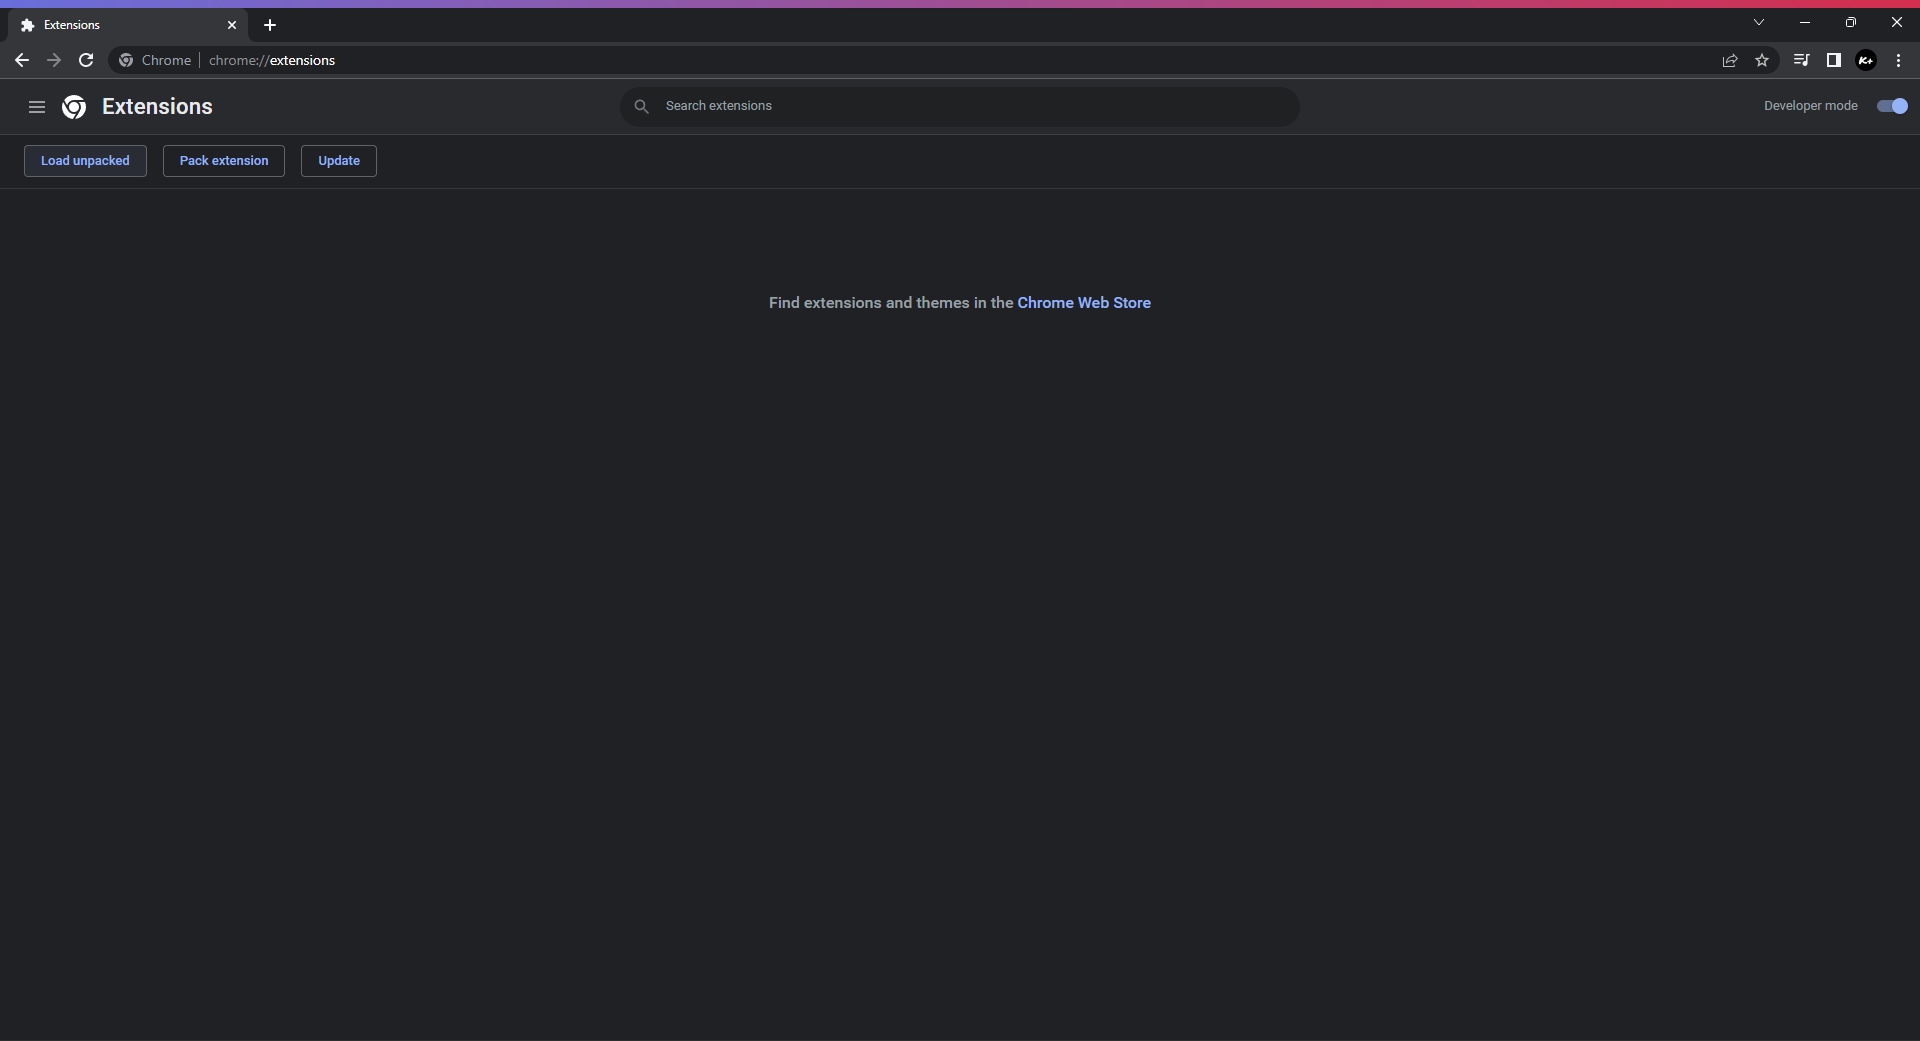 Extensions
Chrome chrome://extensions
K+
Extensions
Search extensions
Developer mode
Load unpacked
Pack extension
Update
Find extensions and themes in the Chrome Web Store